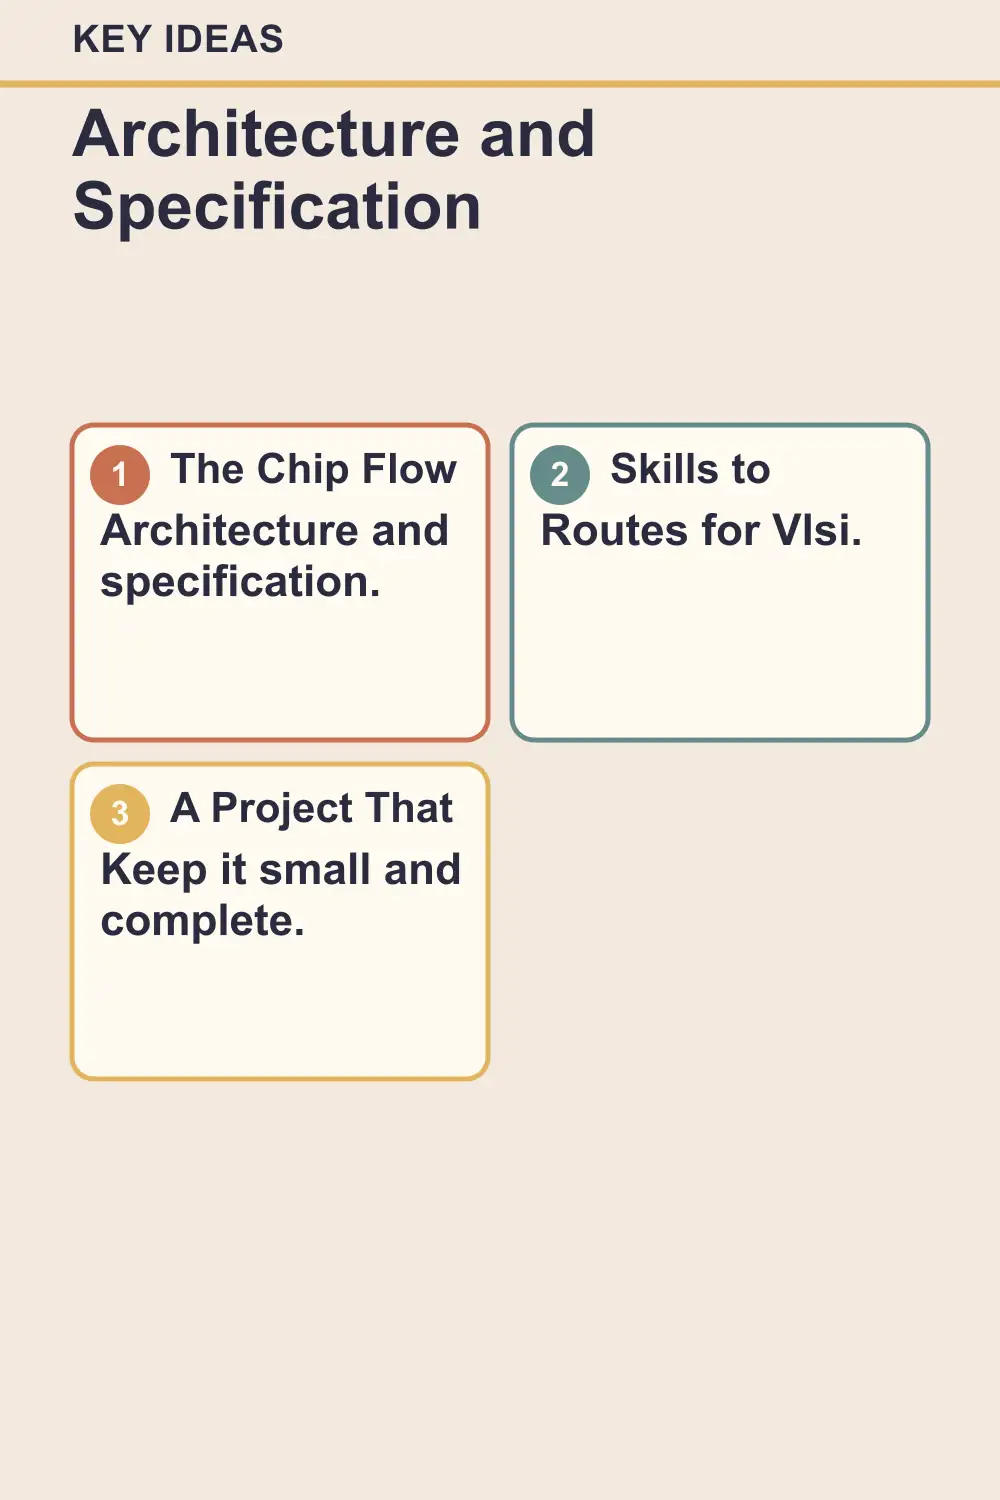 KEY IDEAS
Architecture and
Specification
1 The Chip Flow
Architecture and
specification.
2 Skills to
Routes for Vlsi.
3 A Project That
Keep it small and
complete.